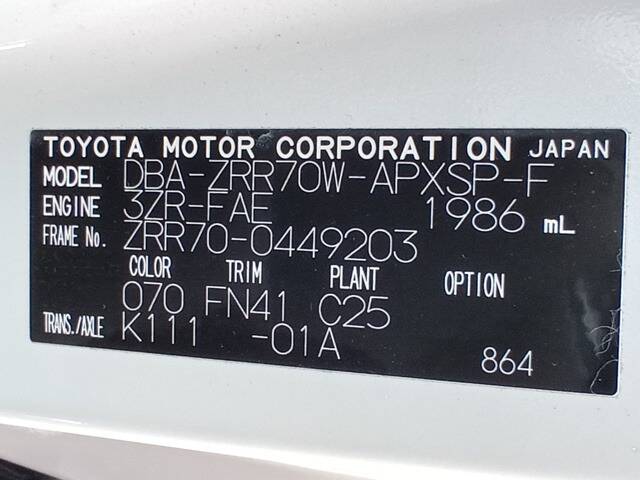 TOYOTA MOTOR CORPORATION JAPAN
MODEL DBA-ZRR70W-APXSP-F
ENGINE 3ZR-FAE 1986 mL
FRAME No. ZRR70-0449203
COLOR TRIM PLANT OPTION
070 FN41 C25
TRANS./AXLE K111 -01A
864